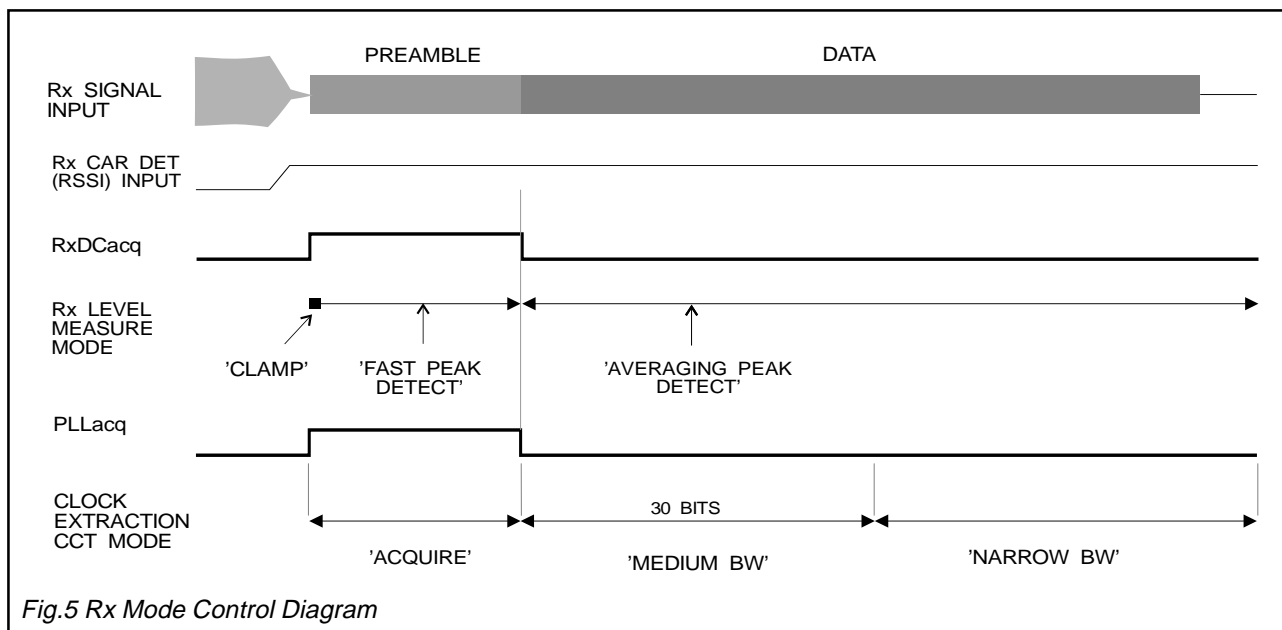 PREAMBLE
DATA
Rx SIGNAL
INPUT
Rx CAR DET
(RSSI) INPUT
RxDCacq
Rx LEVEL
MEASURE
MODE
'CLAMP'
'FAST PEAK
DETECT'
'AVERAGING PEAK
DETECT'
PLLacq
CLOCK
EXTRACTION
CCT MODE
30 BITS
'ACQUIRE'
'MEDIUM BW'
'NARROW BW'
Fig.5 Rx Mode Control Diagram